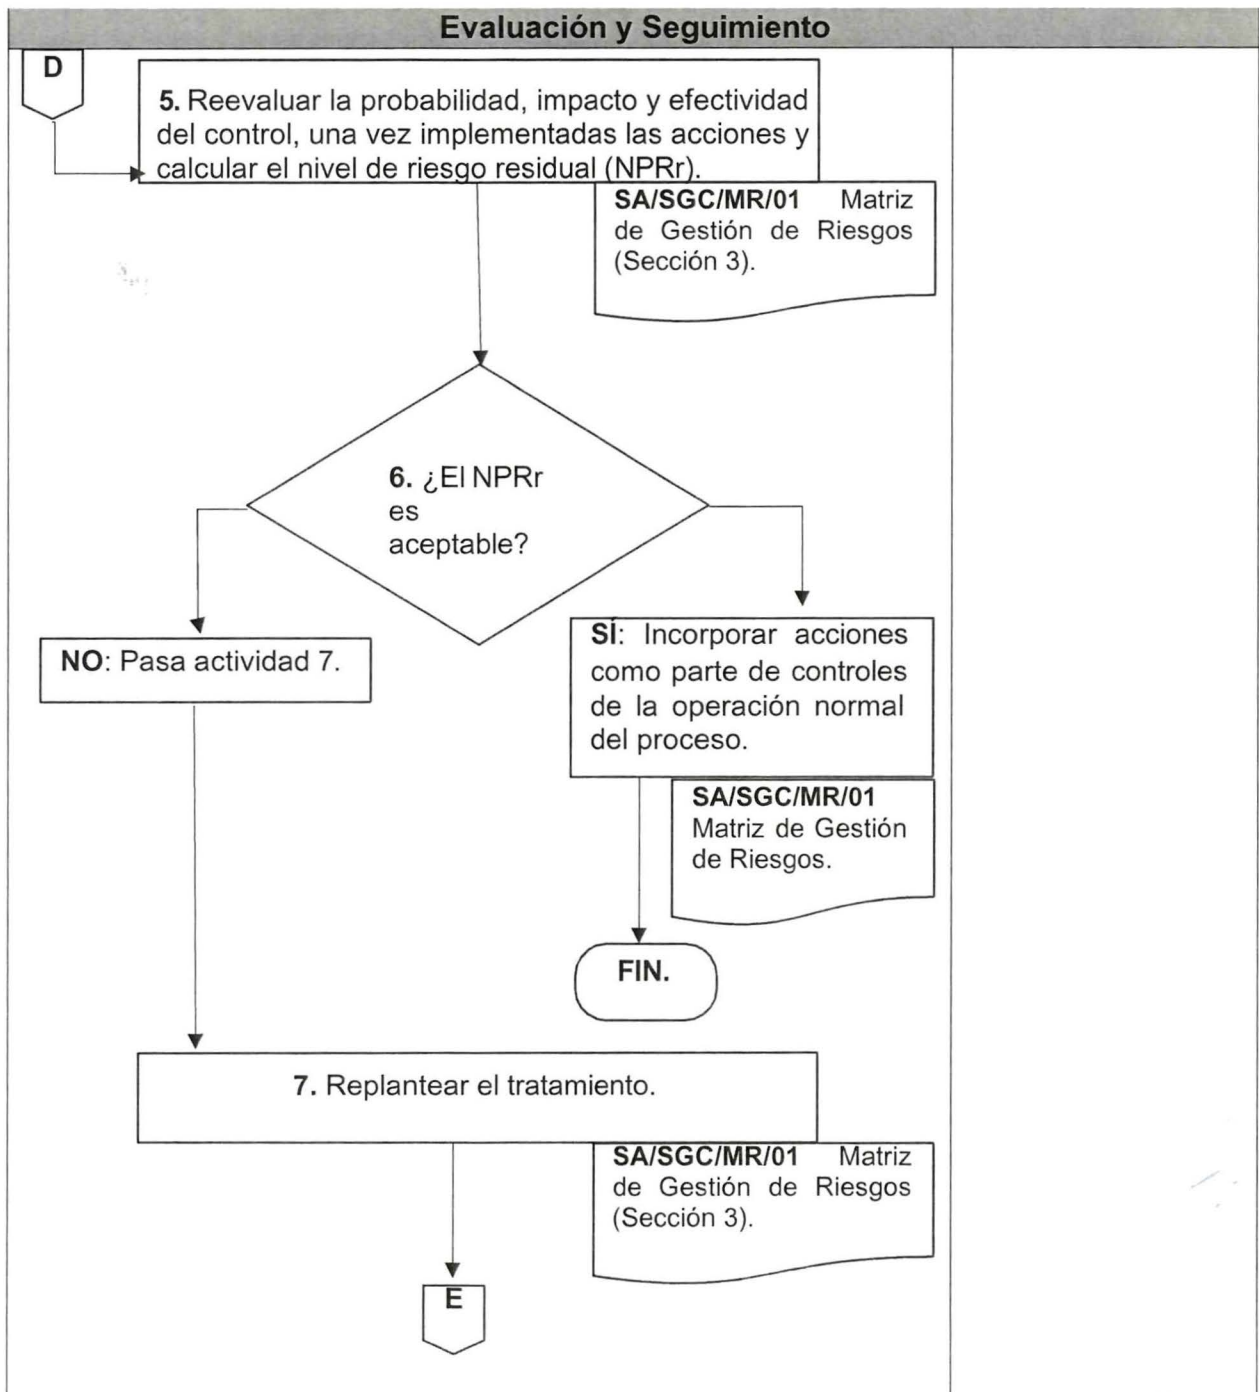 Evaluación y Seguimiento
D
5. Reevaluar la probabilidad, impacto y efectividad
del control, una vez implementadas las acciones y
calcular el nivel de riesgo residual (NPRr).
SA/SGC/MR/01 Matriz
de Gestión de Riesgos
(Sección 3).
6. ¿El NPRr
es
aceptable?
NO: Pasa actividad 7.
SÍ: Incorporar acciones
como parte de controles
de la operación normal
del proceso.
SA/SGC/MR/01
Matriz de Gestión
de Riesgos.
FIN.
7. Replantear el tratamiento.
SA/SGC/MR/01 Matriz
de Gestión de Riesgos
(Sección 3).
E